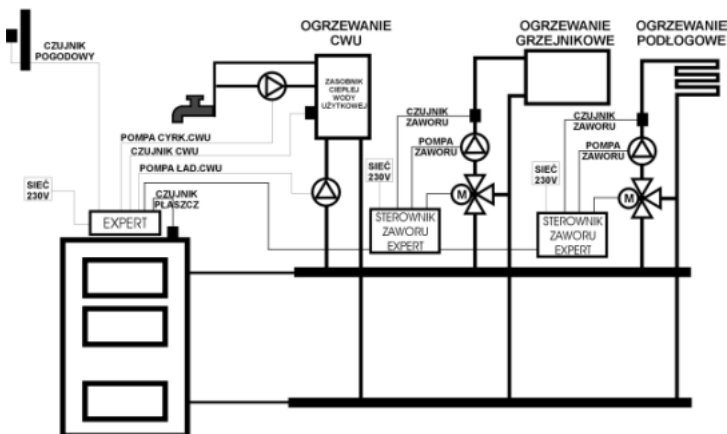 OGRZEWANIE
CWU
OGRZEWANIE
GRZEJNIKOWE
OGRZEWANIE
PODŁOGOWE
CZUJNIK
POGODOWY
ZASOBNIK
CIEPŁEJ
WODY
UŻYTKOWEJ
CZUJNIK
ZAWORU
CZUJNIK
ZAWORU
POMPA CYRK.CWU
CZUJNIK CWU
POMPA
ZAWORU
POMPA
ZAWORU
POMPA ŁAD.CWU
SIEĆ
230V
SIEĆ
230V
SIEĆ
230V
CZUJNIK
PŁASZCZ
M
M
EXPERT
STEROWNIK
ZAWORU
EXPERT
STEROWNIK
ZAWORU
EXPERT